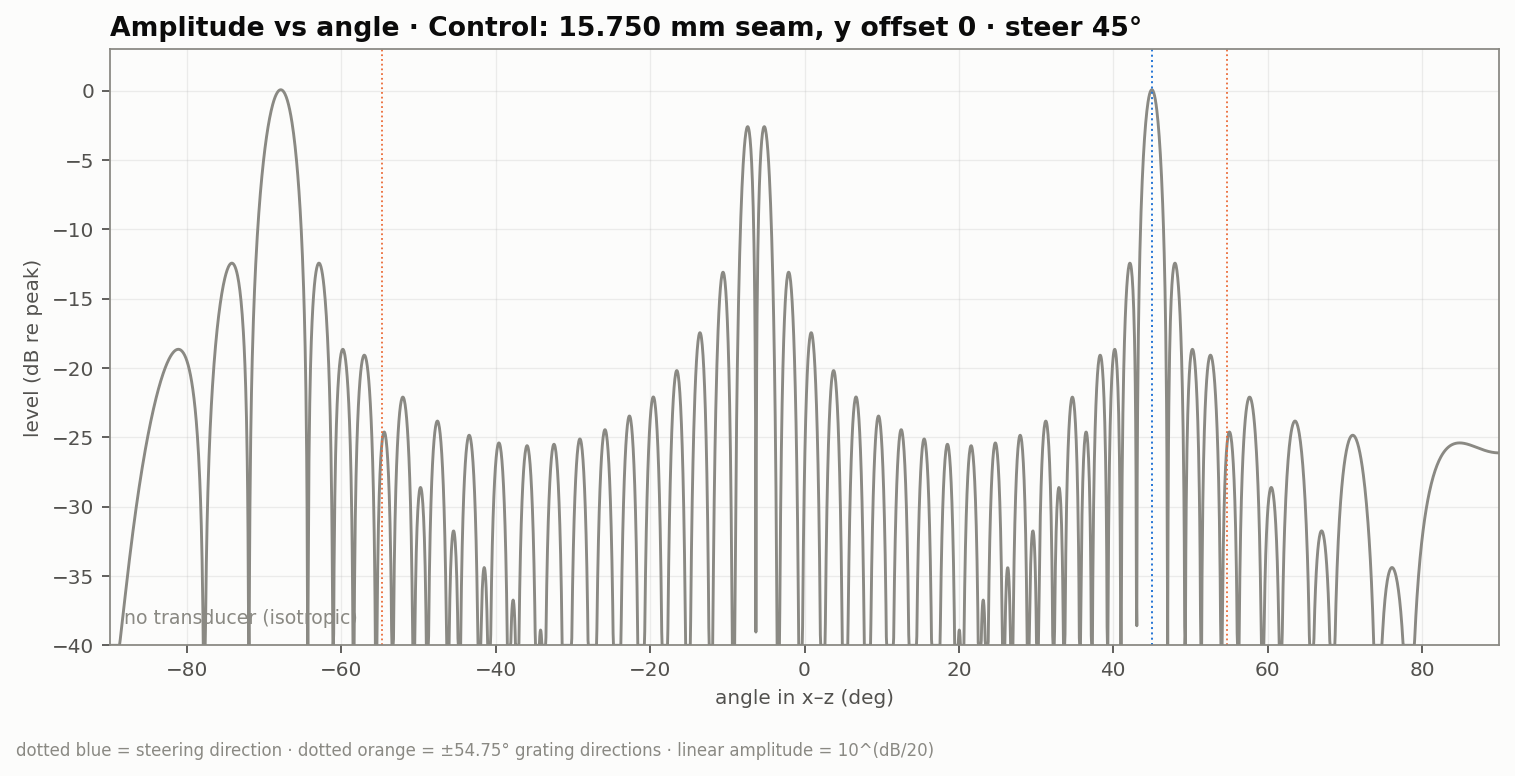 Amplitude vs angle · Control: 15.750 mm seam, y offset 0 · steer 45°
0
−5
−10
−15
−20
−25
−30
−35
−40
level (dB re peak)
no transducer (isotropic)
−80 −60 −40 −20 0 20 40 60 80
angle in x–z (deg)
dotted blue = steering direction · dotted orange = ±54.75° grating directions · linear amplitude = 10^(dB/20)